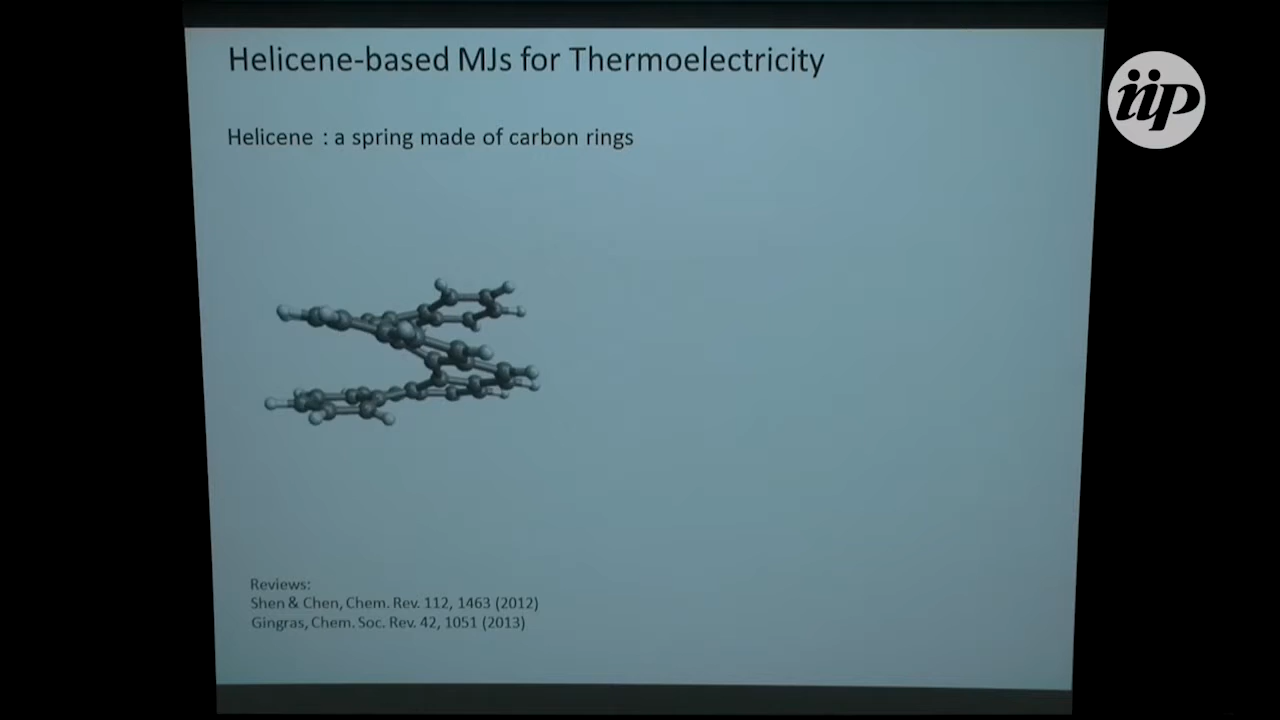 Helicene-based MJs for Thermoelectricity
iip
Helicene : a spring made of carbon rings
Reviews:
Shen & Chen, Chem. Rev. 112, 1463 (2012)
Gingras, Chem. Soc. Rev. 42, 1051 (2013)